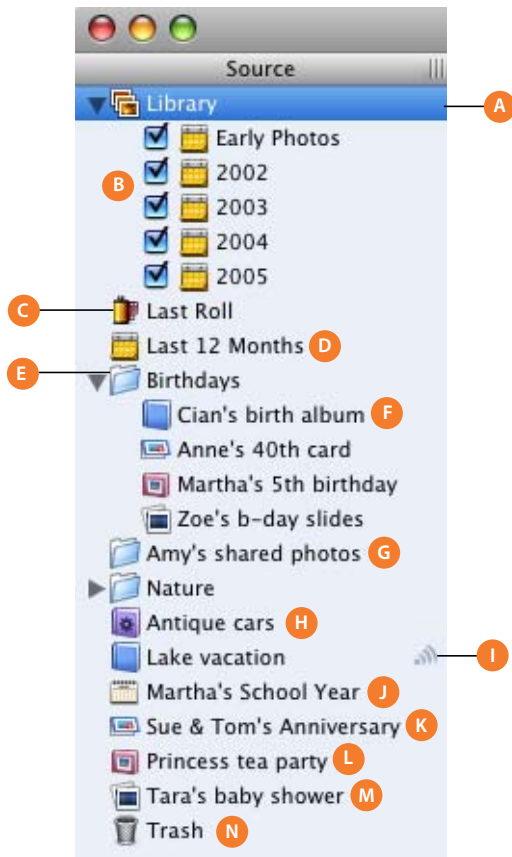 Source
Library
A
Early Photos
B
2002
2003
2004
2005
C
Last Roll
Last 12 Months D
E
Birthdays
Cian's birth album F
Anne's 40th card
Martha's 5th birthday
Zoe's b-day slides
Amy's shared photos G
Nature
Antique cars H
Lake vacation I
Martha's School Year J
Sue & Tom's Anniversary K
Princess tea party L
Tara's baby shower M
Trash N